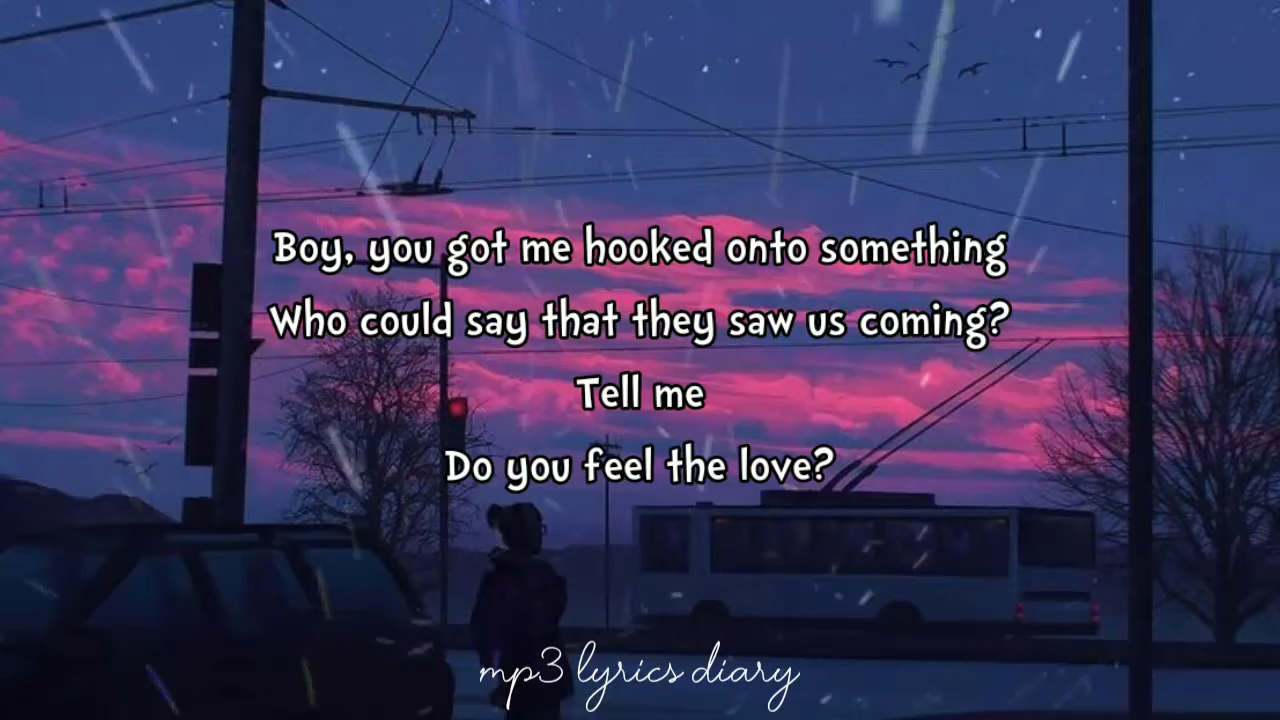 Boy, you got me hooked onto something
Who could say that they saw us coming?
Tell me
Do you feel the love?
mp3 lyrics diary